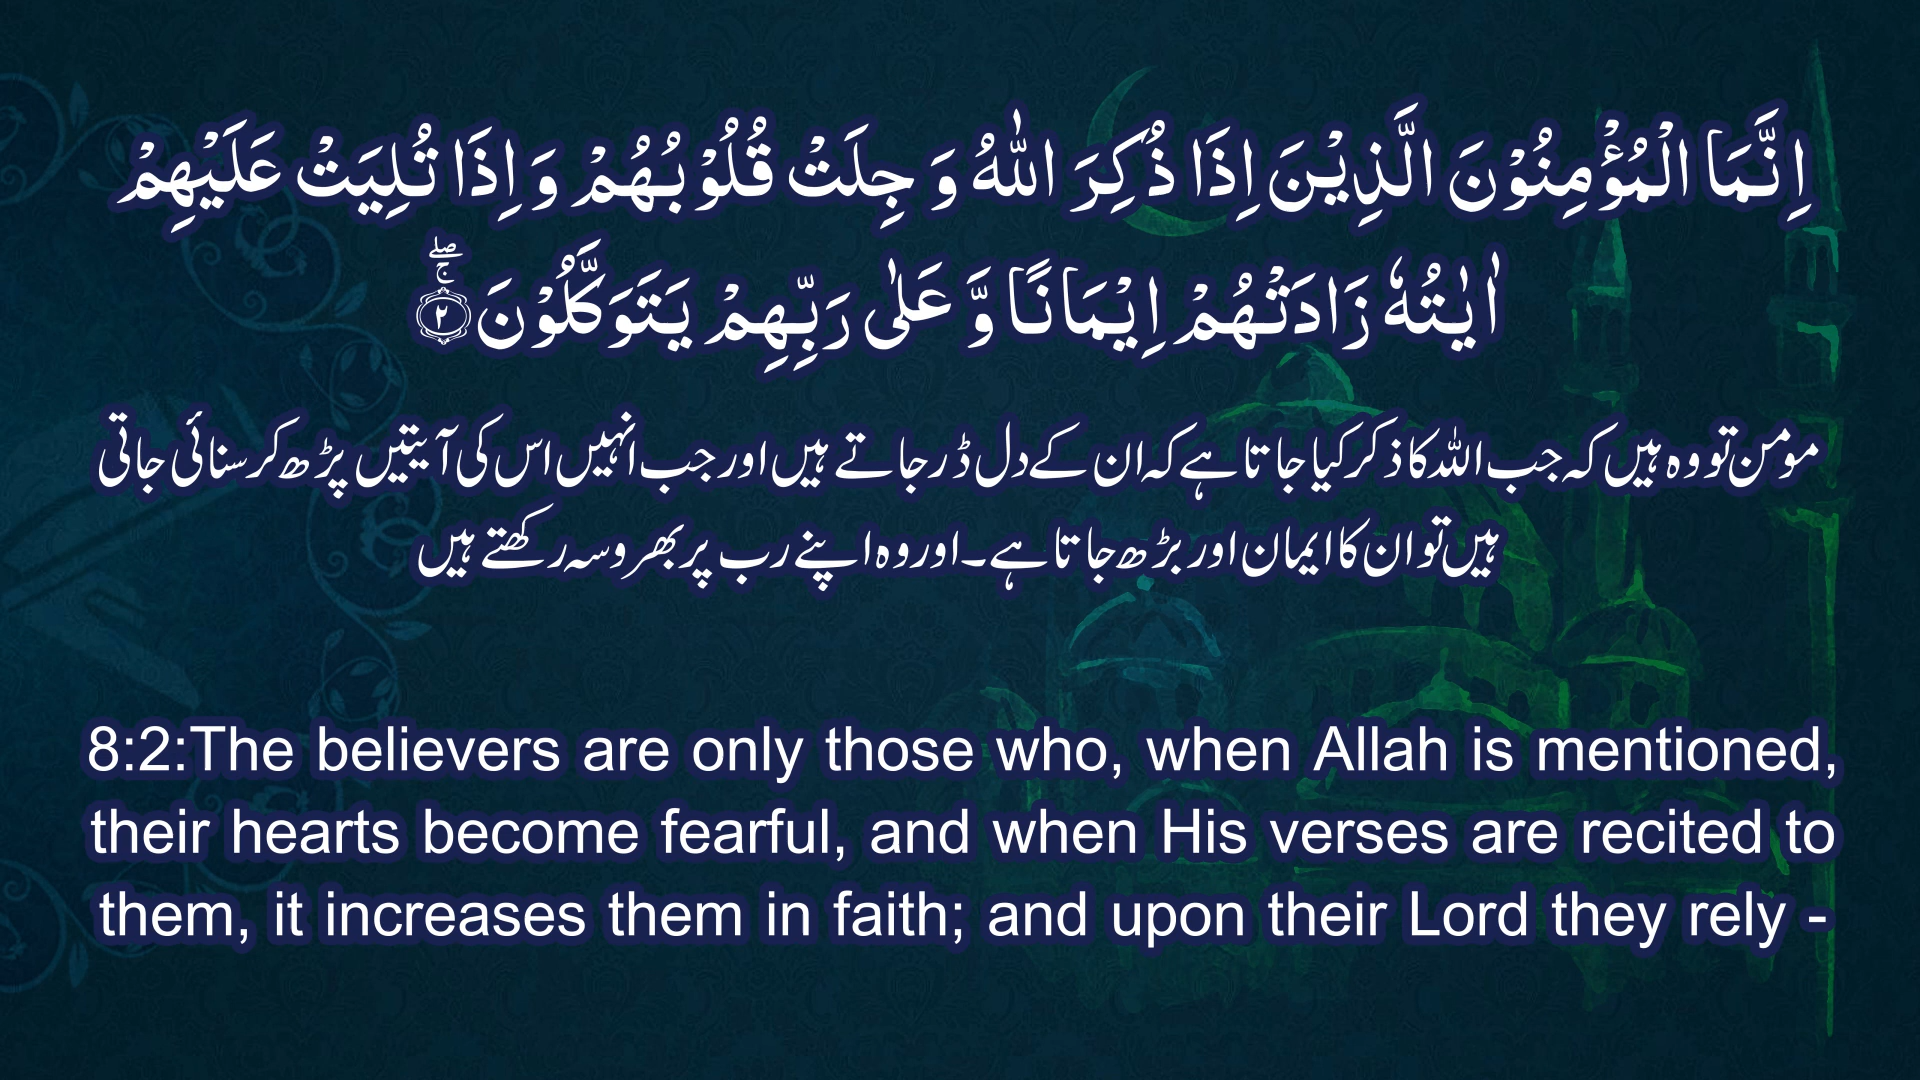 اِنَّمَا الْمُؤْمِنُوْنَ الَّذِیْنَ اِذَا ذُكِرَ اللّٰهُ وَ جِلَتْ قُلُوْبُهُمْ وَ اِذَا تُلِیَتْ عَلَیْهِمْ
اٰیٰتُهٗ زَادَتْهُمْ اِیْمَانًا وَّ عَلٰى رَبِّهِمْ یَتَوَكَّلُوْنَۚۖ۝۲
مومن تو وہ ہیں کہ جب اللہ کا ذکر کیا جاتا ہے کہ ان کے دل ڈر جاتے ہیں اور جب انہیں اس کی آیتیں پڑھ کر سنائی جاتی
ہیں تو ان کا ایمان اور بڑھ جاتا ہے۔ اور وہ اپنے رب پر بھروسہ رکھتے ہیں
8:2:The believers are only those who, when Allah is mentioned,
their hearts become fearful, and when His verses are recited to
them, it increases them in faith; and upon their Lord they rely -